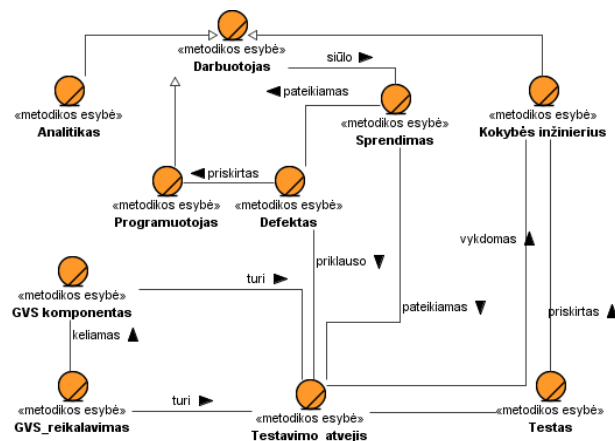 «metodikos esybė»
Darbuotojas
siūlo
pateikiamas
«metodikos esybė»
Analitikas
«metodikos esybė»
Sprendimas
«metodikos esybė»
Kokybės inžinierius
priskirtas
«metodikos esybė»
Programuotojas
«metodikos esybė»
Defektas
vykdomas
priklauso
turi
«metodikos esybė»
GVS komponentas
pateikiamas
priskirtas
keliamas
turi
«metodikos esybė»
GVS_reikalavimas
«metodikos esybė»
Testavimo_atvejis
«metodikos esybė»
Testas